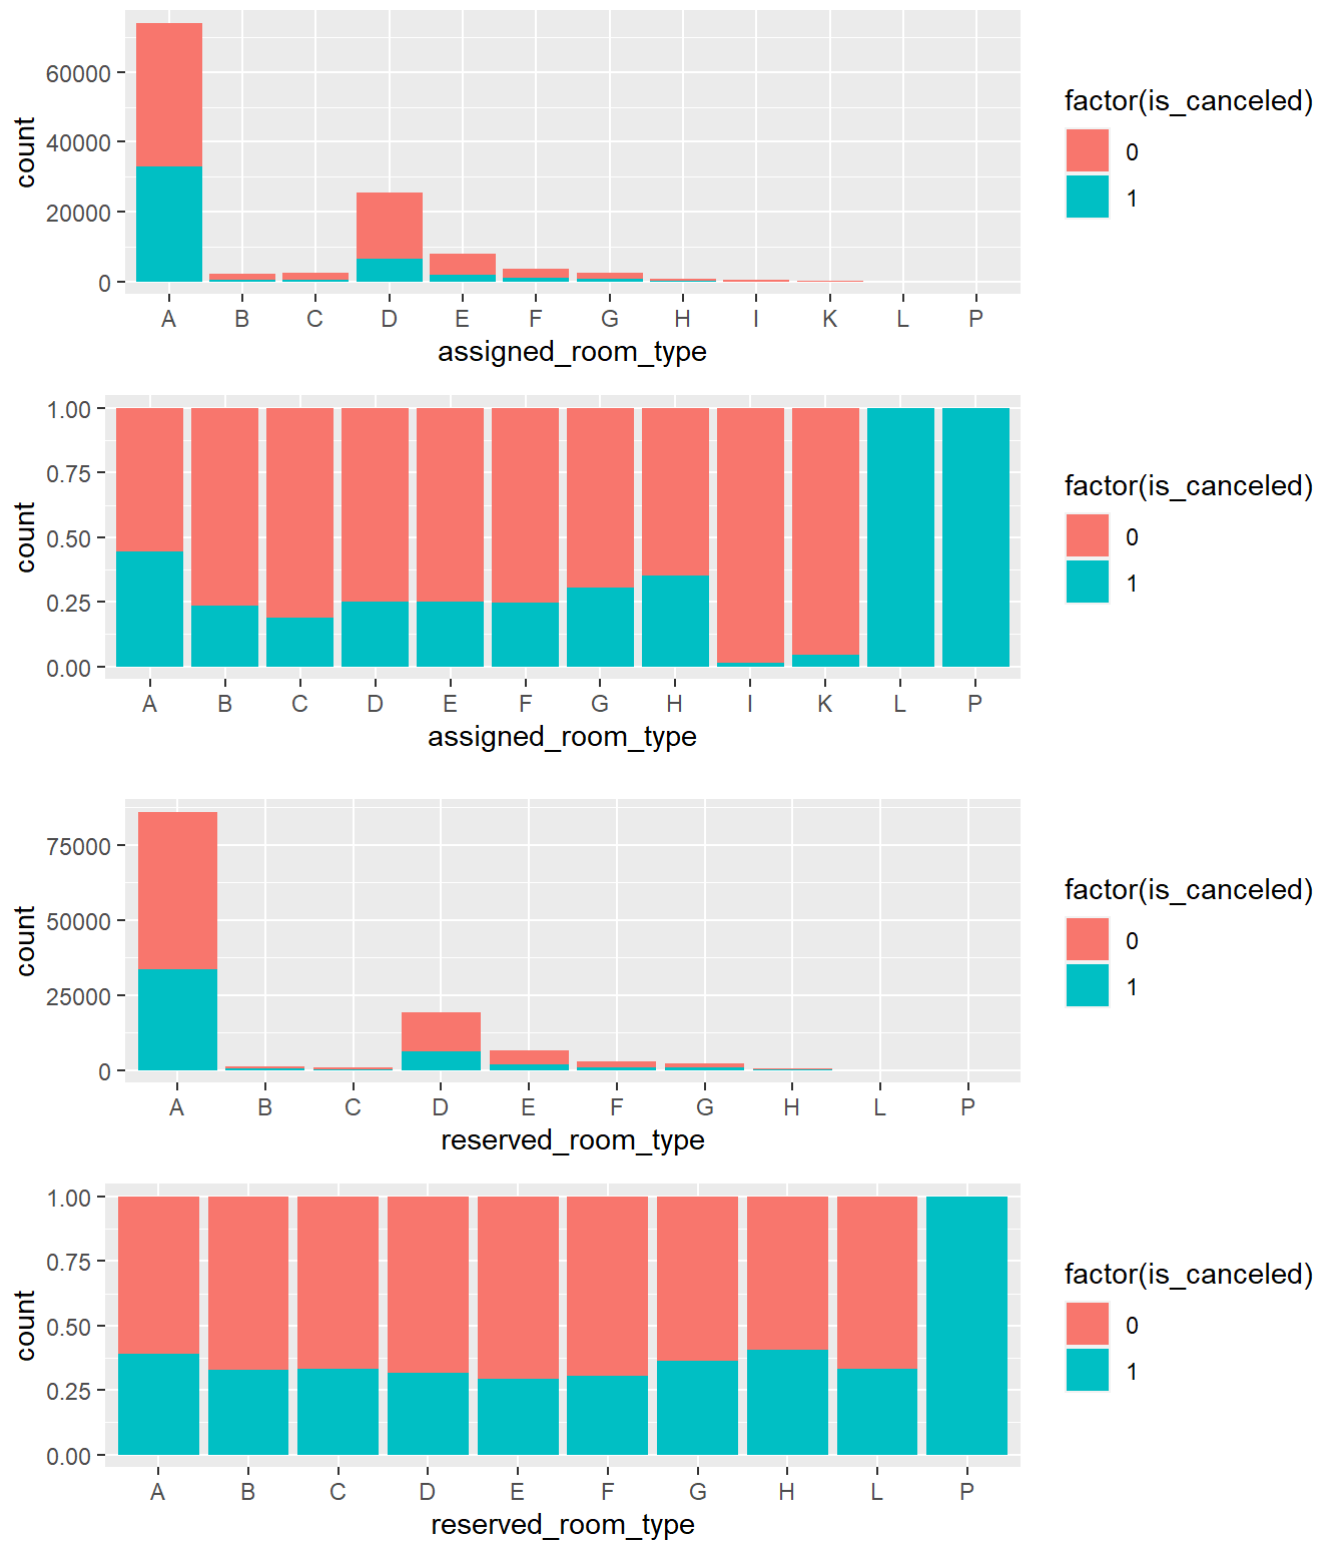 60000
40000
20000
0
count
A B C D E F G H I K L P
assigned_room_type
factor(is_canceled)
0
1
1.00
0.75
0.50
0.25
0.00
count
A B C D E F G H I K L P
assigned_room_type
factor(is_canceled)
0
1
75000
50000
25000
0
count
A B C D E F G H L P
reserved_room_type
factor(is_canceled)
0
1
1.00
0.75
0.50
0.25
0.00
count
A B C D E F G H L P
reserved_room_type
factor(is_canceled)
0
1